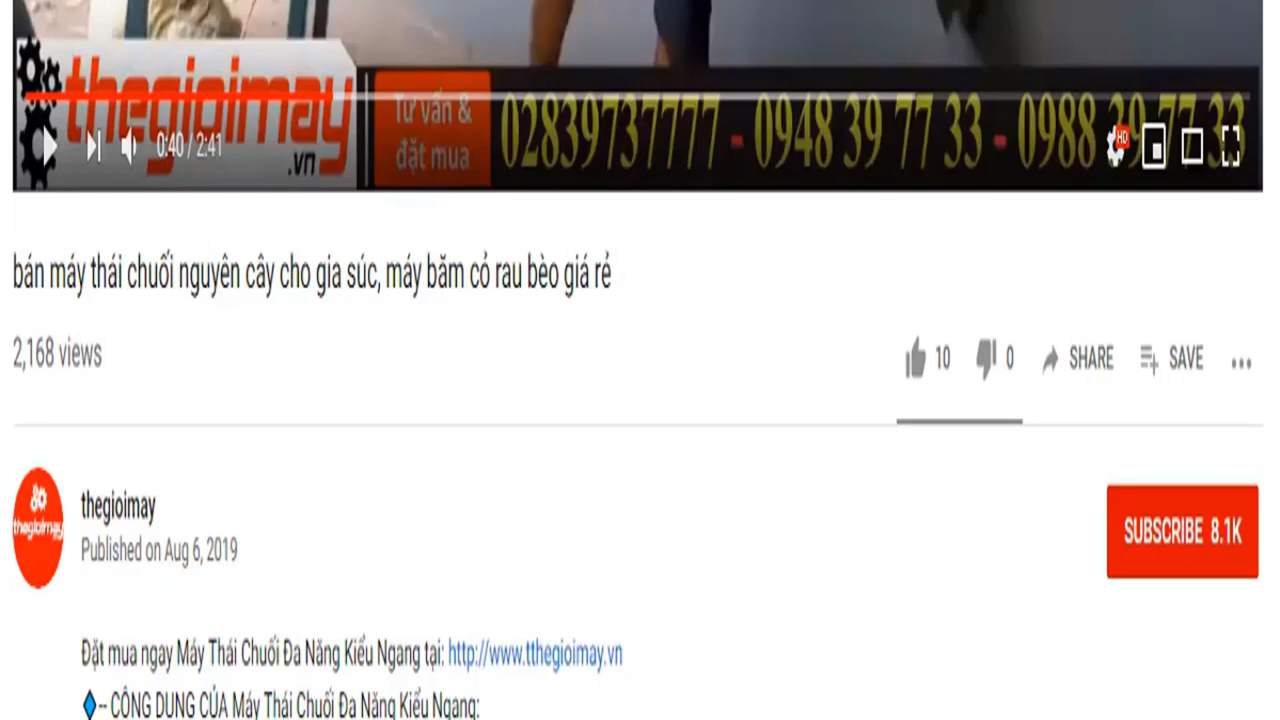 thegioimay
.vn
Tư vấn &
đặt mua
02839737777 - 0948 39 77 33 - 0988 39 77 33
0:40 / 2:41
HD
bán máy thái chuối nguyên cây cho gia súc, máy băm cỏ rau bèo giá rẻ
2,168 views
10 0 SHARE SAVE
thegioimay
thegioimay
Published on Aug 6, 2019
SUBSCRIBE 8.1K
Đặt mua ngay Máy Thái Chuối Đa Năng Kiểu Ngang tại: http://www.tthegioimay.vn
-- CÔNG DỤNG CỦA Máy Thái Chuối Đa Năng Kiểu Ngang: